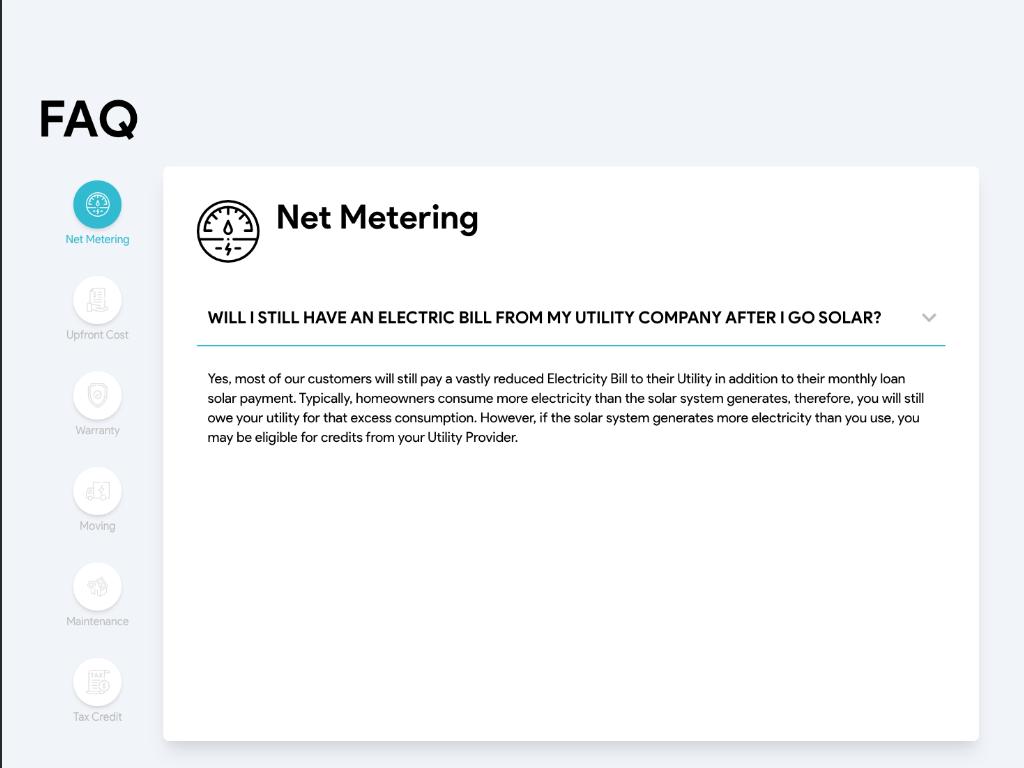 FAQ
Net Metering
Upfront Cost
Warranty
Moving
Maintenance
TAX
Tax Credit
Net Metering
WILL I STILL HAVE AN ELECTRIC BILL FROM MY UTILITY COMPANY AFTER I GO SOLAR?
Yes, most of our customers will still pay a vastly reduced Electricity Bill to their Utility in addition to their monthly loan
solar payment. Typically, homeowners consume more electricity than the solar system generates, therefore, you will still
owe your utility for that excess consumption. However, if the solar system generates more electricity than you use, you
may be eligible for credits from your Utility Provider.